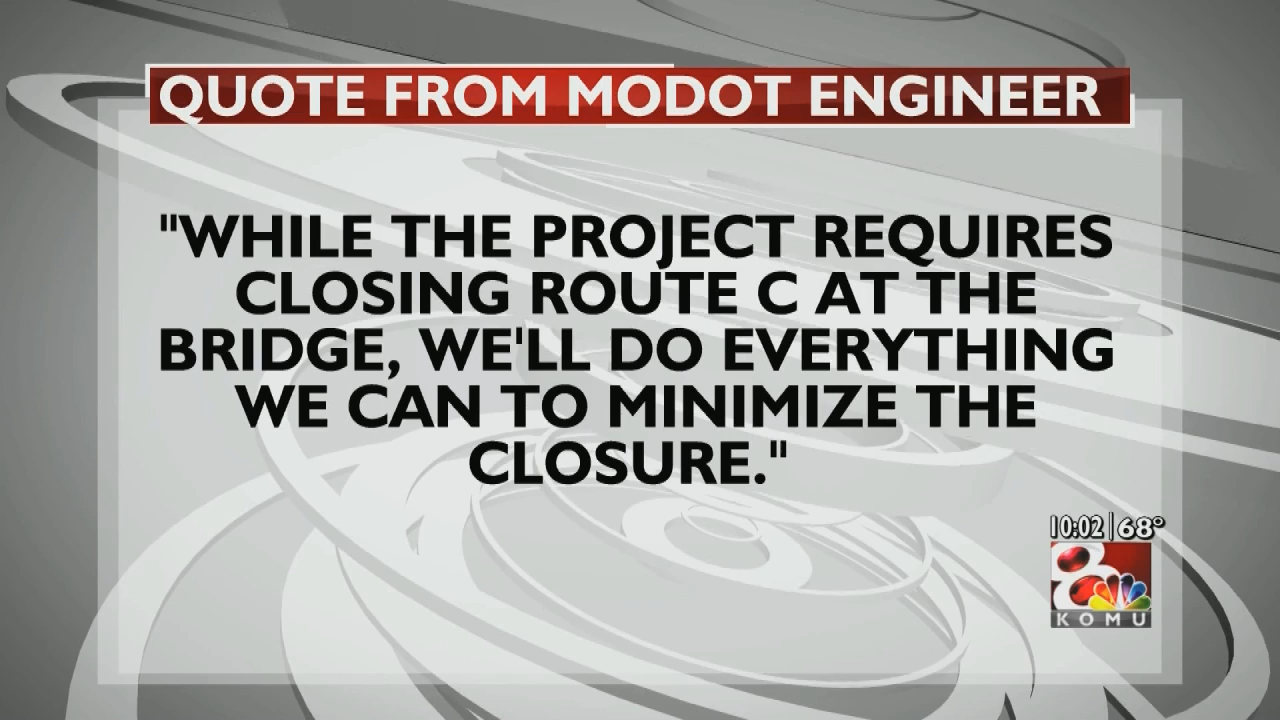 QUOTE FROM MODOT ENGINEER
"WHILE THE PROJECT REQUIRES
CLOSING ROUTE C AT THE
BRIDGE, WE'LL DO EVERYTHING
WE CAN TO MINIMIZE THE
CLOSURE."
10:02 68°
8
KOMU